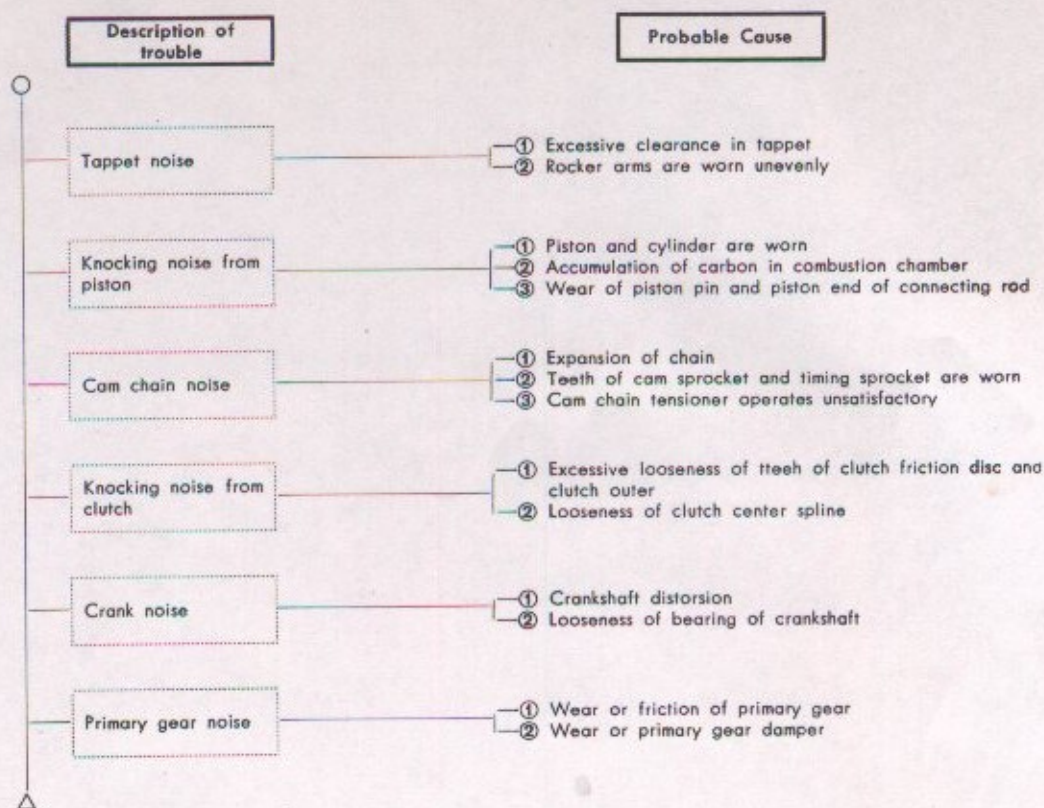 Description of
trouble
Probable Cause
Tappet noise
① Excessive clearance in tappet
② Rocker arms are worn unevenly
Knocking noise from
piston
① Piston and cylinder are worn
② Accumulation of carbon in combustion chamber
③ Wear of piston pin and piston end of connecting rod
Cam chain noise
① Expansion of chain
② Teeth of cam sprocket and timing sprocket are worn
③ Cam chain tensioner operates unsatisfactory
Knocking noise from
clutch
① Excessive looseness of tteeh of clutch friction disc and
clutch outer
② Looseness of clutch center spline
Crank noise
① Crankshaft distorsion
② Looseness of bearing of crankshaft
Primary gear noise
① Wear or friction of primary gear
② Wear or primary gear damper